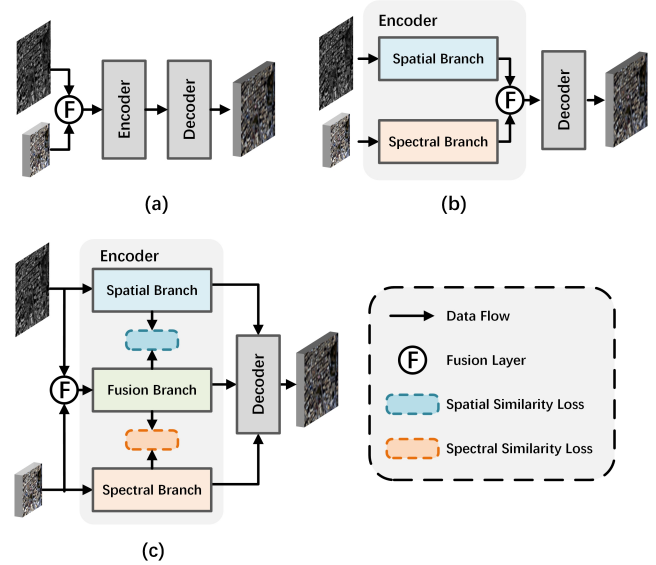 F
Encoder
Decoder
(a)
Encoder
Spatial Branch
F
Spectral Branch
Decoder
(b)
Encoder
Spatial Branch
F
Fusion Branch
Spectral Branch
Decoder
(c)
Data Flow
F
Fusion Layer
Spatial Similarity Loss
Spectral Similarity Loss